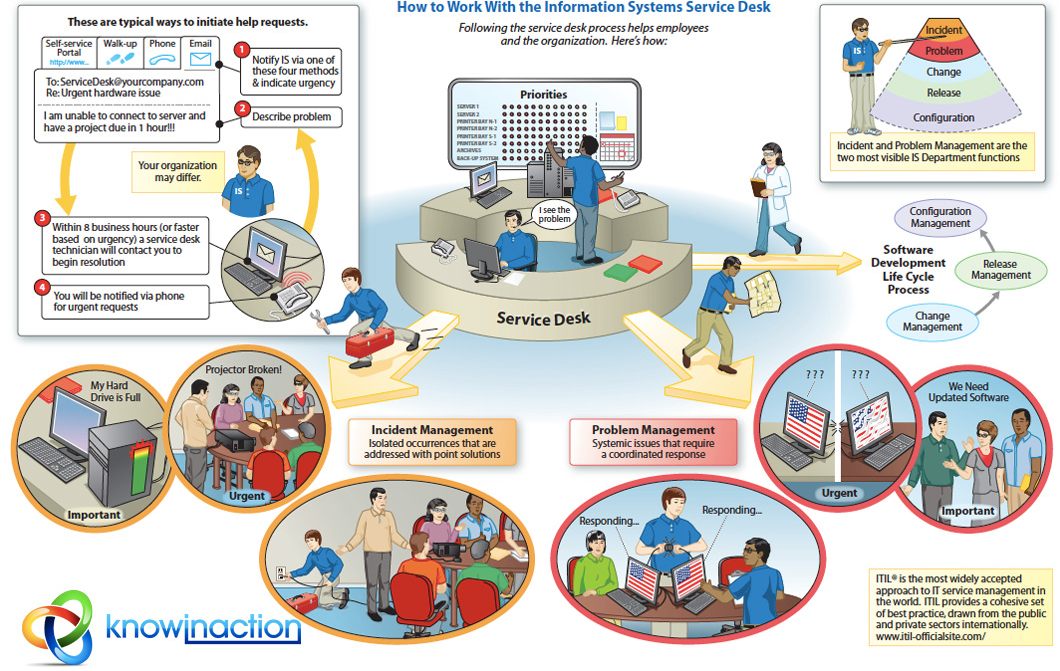 How to Work With the Information Systems Service Desk
Following the service desk process helps employees
and the organization. Here's how:
These are typical ways to initiate help requests.
Self-service
Portal
http://www...
Walk-up
Phone
Email
To: ServiceDesk@yourcompany.com
Re: Urgent hardware issue
I am unable to connect to server and
have a project due in 1 hour!!!
1
Notify IS via one of
these four methods
& indicate urgency
2
Describe problem
Your organization
may differ.
IS
3
Within 8 business hours (or faster
based on urgency) a service desk
technician will contact you to
begin resolution
4
You will be notified via phone
for urgent requests
Priorities
SERVER 1
SERVER 2
PRINTER BAY N-1
PRINTER BAY N-2
PRINTER BAY S-1
PRINTER BAY S-2
ARCHIVES
BACK-UP SYSTEM
I see the
problem
Service Desk
IS
Incident
Problem
Change
Release
Configuration
Incident and Problem Management are the
two most visible IS Department functions
Configuration
Management
Software
Development
Life Cycle
Process
Release
Management
Change
Management
My Hard
Drive is Full
Important
Projector Broken!
Urgent
Incident Management
Isolated occurrences that are
addressed with point solutions
Problem Management
Systemic issues that require
a coordinated response
???
???
Urgent
We Need
Updated Software
Important
Responding...
Responding...
ITIL® is the most widely accepted
approach to IT service management in
the world. ITIL provides a cohesive set
of best practice, drawn from the public
and private sectors internationally.
www.itil-officialsite.com/
knowinaction